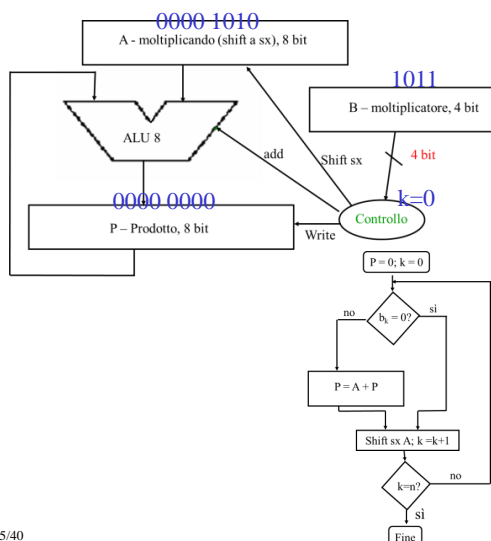 0000 1010
A - moltiplicando (shift a sx), 8 bit
1011
B – moltiplicatore, 4 bit
ALU 8
add
Shift sx
4 bit
0000 0000
k=0
Controllo
P – Prodotto, 8 bit
Write
P = 0; k = 0
no
bₖ = 0?
sì
P = A + P
Shift sx A; k =k+1
k=n?
no
sì
5/40
Fine